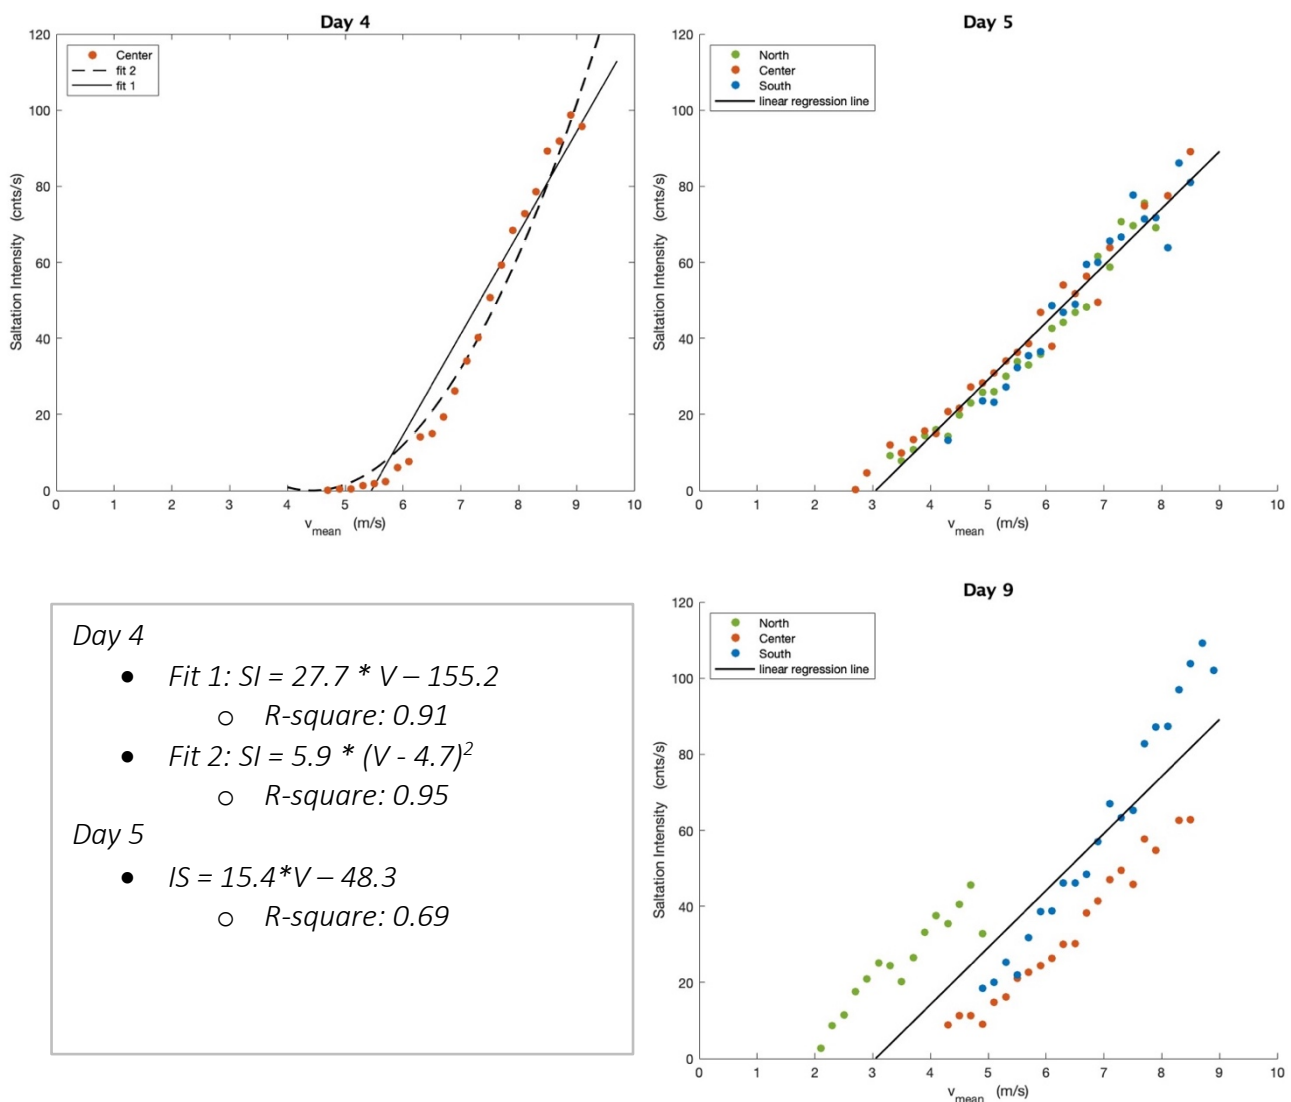 Day 4
120
100
80
60
40
20
0
Saltation Intensity (cnts/s)
Center
fit 2
fit 1
0 1 2 3 4 5 6 7 8 9 10
v_mean (m/s)
Day 5
120
100
80
60
40
20
0
Saltation Intensity (cnts/s)
North
Center
South
linear regression line
0 1 2 3 4 5 6 7 8 9 10
v_mean (m/s)
Day 4
• Fit 1: SI = 27.7 * V – 155.2
o R-square: 0.91
• Fit 2: SI = 5.9 * (V - 4.7)²
o R-square: 0.95
Day 5
• IS = 15.4*V – 48.3
o R-square: 0.69
Day 9
120
100
80
60
40
20
0
Saltation Intensity (cnts/s)
North
Center
South
linear regression line
0 1 2 3 4 5 6 7 8 9 10
v_mean (m/s)